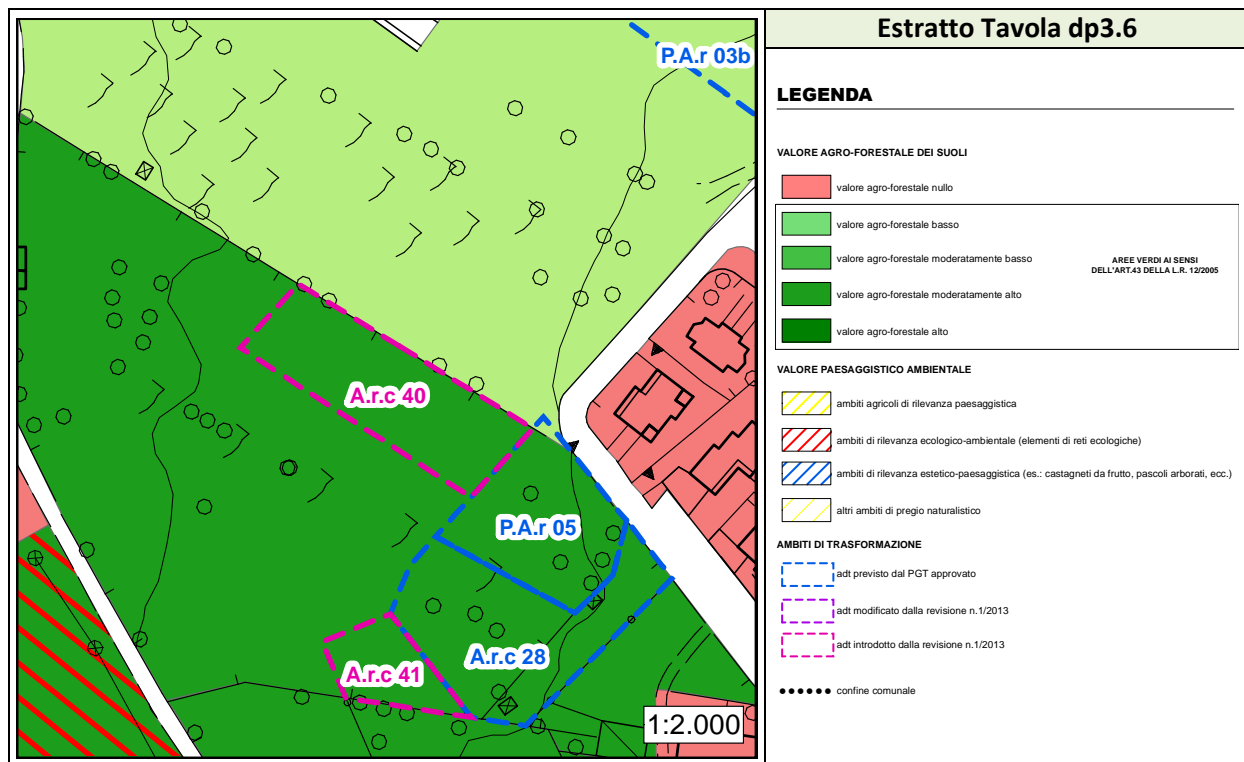 Estratto Tavola dp3.6
P.A.r 03b
A.r.c 40
P.A.r 05
A.r.c 28
A.r.c 41
1:2.000
LEGENDA
VALORE AGRO-FORESTALE DEI SUOLI
valore agro-forestale nullo
valore agro-forestale basso
valore agro-forestale moderatamente basso
AREE VERDI AI SENSI
DELL'ART.43 DELLA L.R. 12/2005
valore agro-forestale moderatamente alto
valore agro-forestale alto
VALORE PAESAGGISTICO AMBIENTALE
ambiti agricoli di rilevanza paesaggistica
ambiti di rilevanza ecologico-ambientale (elementi di reti ecologiche)
ambiti di rilevanza estetico-paesaggistica (es.: castagneti da frutto, pascoli arborati, ecc.)
altri ambiti di pregio naturalistico
AMBITI DI TRASFORMAZIONE
adt previsto dal PGT approvato
adt modificato dalla revisione n.1/2013
adt introdotto dalla revisione n.1/2013
confine comunale